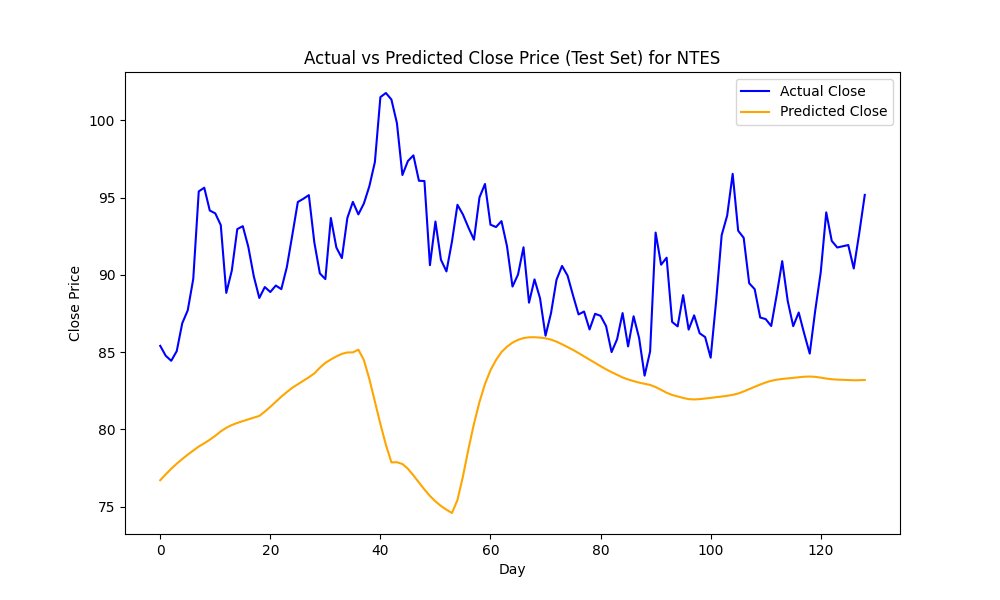 Actual vs Predicted Close Price (Test Set) for NTES
Actual Close
Predicted Close
Close Price
100
95
90
85
80
75
0 20 40 60 80 100 120
Day